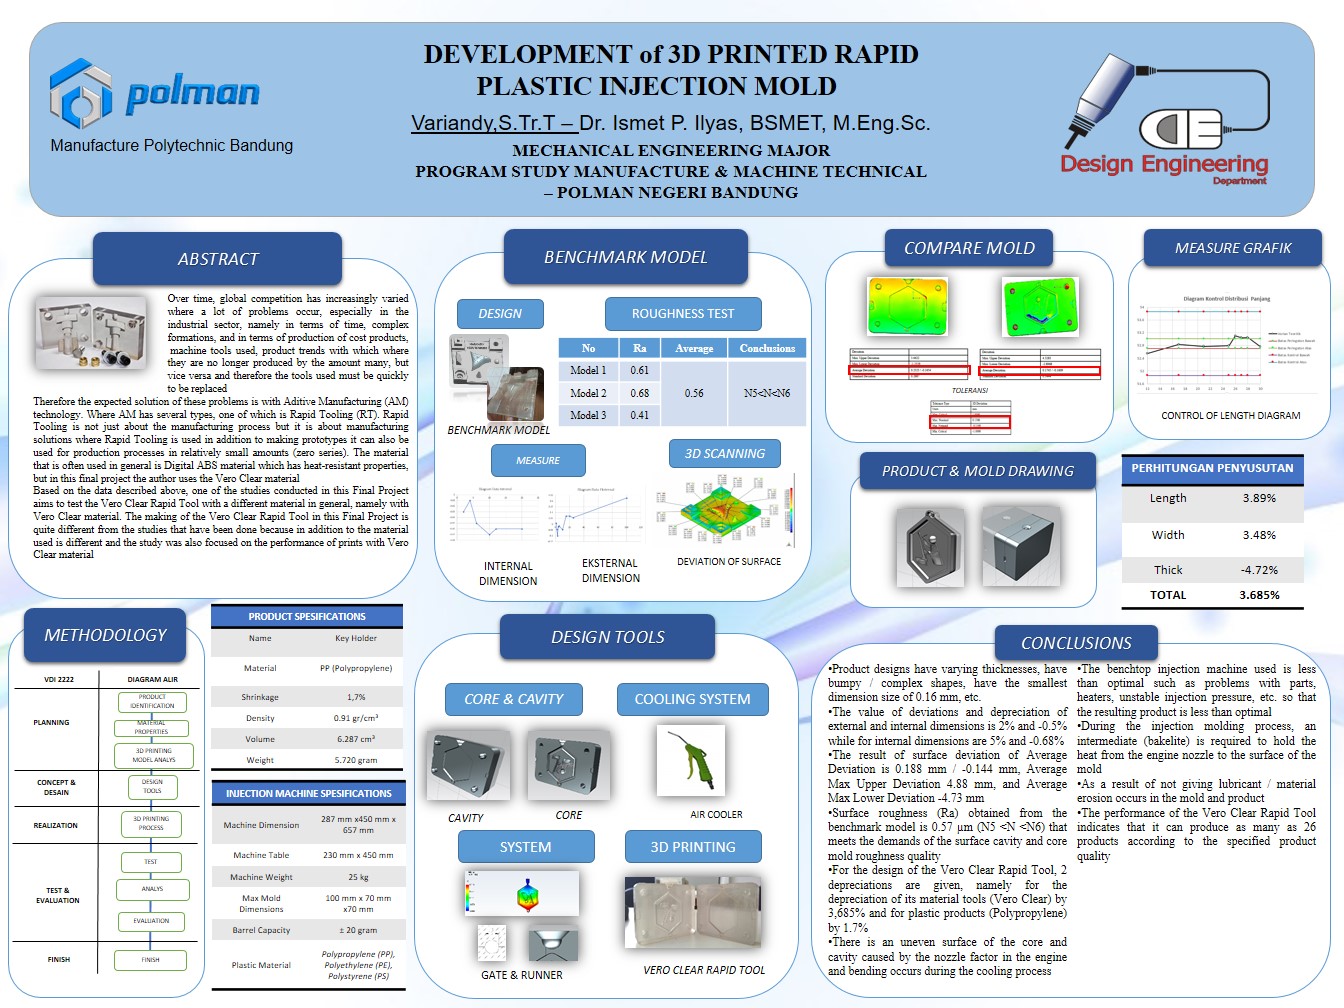 polman
Manufacture Polytechnic Bandung
DEVELOPMENT of 3D PRINTED RAPID
PLASTIC INJECTION MOLD
Variandy,S.Tr.T – Dr. Ismet P. Ilyas, BSMET, M.Eng.Sc.
MECHANICAL ENGINEERING MAJOR
PROGRAM STUDY MANUFACTURE & MACHINE TECHNICAL
– POLMAN NEGERI BANDUNG
Design Engineering
Department
ABSTRACT
Over time, global competition has increasingly varied
where a lot of problems occur, especially in the
industrial sector, namely in terms of time, complex
formations, and in terms of production of cost products,
machine tools used, product trends with which where
they are no longer produced by the amount many, but
vice versa and therefore the tools used must be quickly
to be replaced
Therefore the expected solution of these problems is with Aditive Manufacturing (AM)
technology. Where AM has several types, one of which is Rapid Tooling (RT). Rapid
Tooling is not just about the manufacturing process but it is about manufacturing
solutions where Rapid Tooling is used in addition to making prototypes it can also be
used for production processes in relatively small amounts (zero series). The material
that is often used in general is Digital ABS material which has heat-resistant properties,
but in this final project the author uses the Vero Clear material
Based on the data described above, one of the studies conducted in this Final Project
aims to test the Vero Clear Rapid Tool with a different material in general, namely with
Vero Clear material. The making of the Vero Clear Rapid Tool in this Final Project is
quite different from the studies that have been done because in addition to the material
used is different and the study was also focused on the performance of prints with Vero
Clear material
METHODOLOGY
VDI 2222 DIAGRAM ALIR
PLANNING
PRODUCT
IDENTIFICATION
MATERIAL
PROPERTIES
3D PRINTING
MODEL ANALYS
CONCEPT &
DESAIN
DESIGN
TOOLS
REALIZATION
3D PRINTING
PROCESS
TEST &
EVALUATION
TEST
ANALYS
EVALUATION
FINISH FINISH
PRODUCT SPESIFICATIONS
Name Key Holder
Material PP (Polypropylene)
Shrinkage 1,7%
Density 0.91 gr/cm³
Volume 6.287 cm³
Weight 5.720 gram
INJECTION MACHINE SPESIFICATIONS
Machine Dimension 287 mm x450 mm x
657 mm
Machine Table 230 mm x 450 mm
Machine Weight 25 kg
Max Mold
Dimensions 100 mm x 70 mm
x70 mm
Barrel Capacity ± 20 gram
Plastic Material Polypropylene (PP),
Polyethylene (PE),
Polystyrene (PS)
BENCHMARK MODEL
DESIGN
BENCHMARK MODEL
ROUGHNESS TEST
No Ra Average Conclusions
Model 1 0.61
Model 2 0.68 0.56 N5<N<N6
Model 3 0.41
MEASURE
INTERNAL
DIMENSION
EKSTERNAL
DIMENSION
3D SCANNING
DEVIATION OF SURFACE
DESIGN TOOLS
CORE & CAVITY
CAVITY
CORE
COOLING SYSTEM
AIR COOLER
SYSTEM
GATE & RUNNER
3D PRINTING
VERO CLEAR RAPID TOOL
COMPARE MOLD
TOLERANSI
MEASURE GRAFIK
Diagram Kontrol Distribusi Panjang
CONTROL OF LENGTH DIAGRAM
PRODUCT & MOLD DRAWING
PERHITUNGAN PENYUSUTAN
Length 3.89%
Width 3.48%
Thick -4.72%
TOTAL 3.685%
CONCLUSIONS
•Product designs have varying thicknesses, have
bumpy / complex shapes, have the smallest
dimension size of 0.16 mm, etc.
•The value of deviations and depreciation of
external and internal dimensions is 2% and -0.5%
while for internal dimensions are 5% and -0.68%
•The result of surface deviation of Average
Deviation is 0.188 mm / -0.144 mm, Average
Max Upper Deviation 4.88 mm, and Average
Max Lower Deviation -4.73 mm
•Surface roughness (Ra) obtained from the
benchmark model is 0.57 µm (N5 <N <N6) that
meets the demands of the surface cavity and core
mold roughness quality
•For the design of the Vero Clear Rapid Tool, 2
depreciations are given, namely for the
depreciation of its material tools (Vero Clear) by
3,685% and for plastic products (Polypropylene)
by 1.7%
•There is an uneven surface of the core and
cavity caused by the nozzle factor in the engine
and bending occurs during the cooling process
•The benchtop injection machine used is less
than optimal such as problems with parts,
heaters, unstable injection pressure, etc. so that
the resulting product is less than optimal
•During the injection molding process, an
intermediate (bakelite) is required to hold the
heat from the engine nozzle to the surface of the
mold
•As a result of not giving lubricant / material
erosion occurs in the mold and product
•The performance of the Vero Clear Rapid Tool
indicates that it can produce as many as 26
products according to the specified product
quality